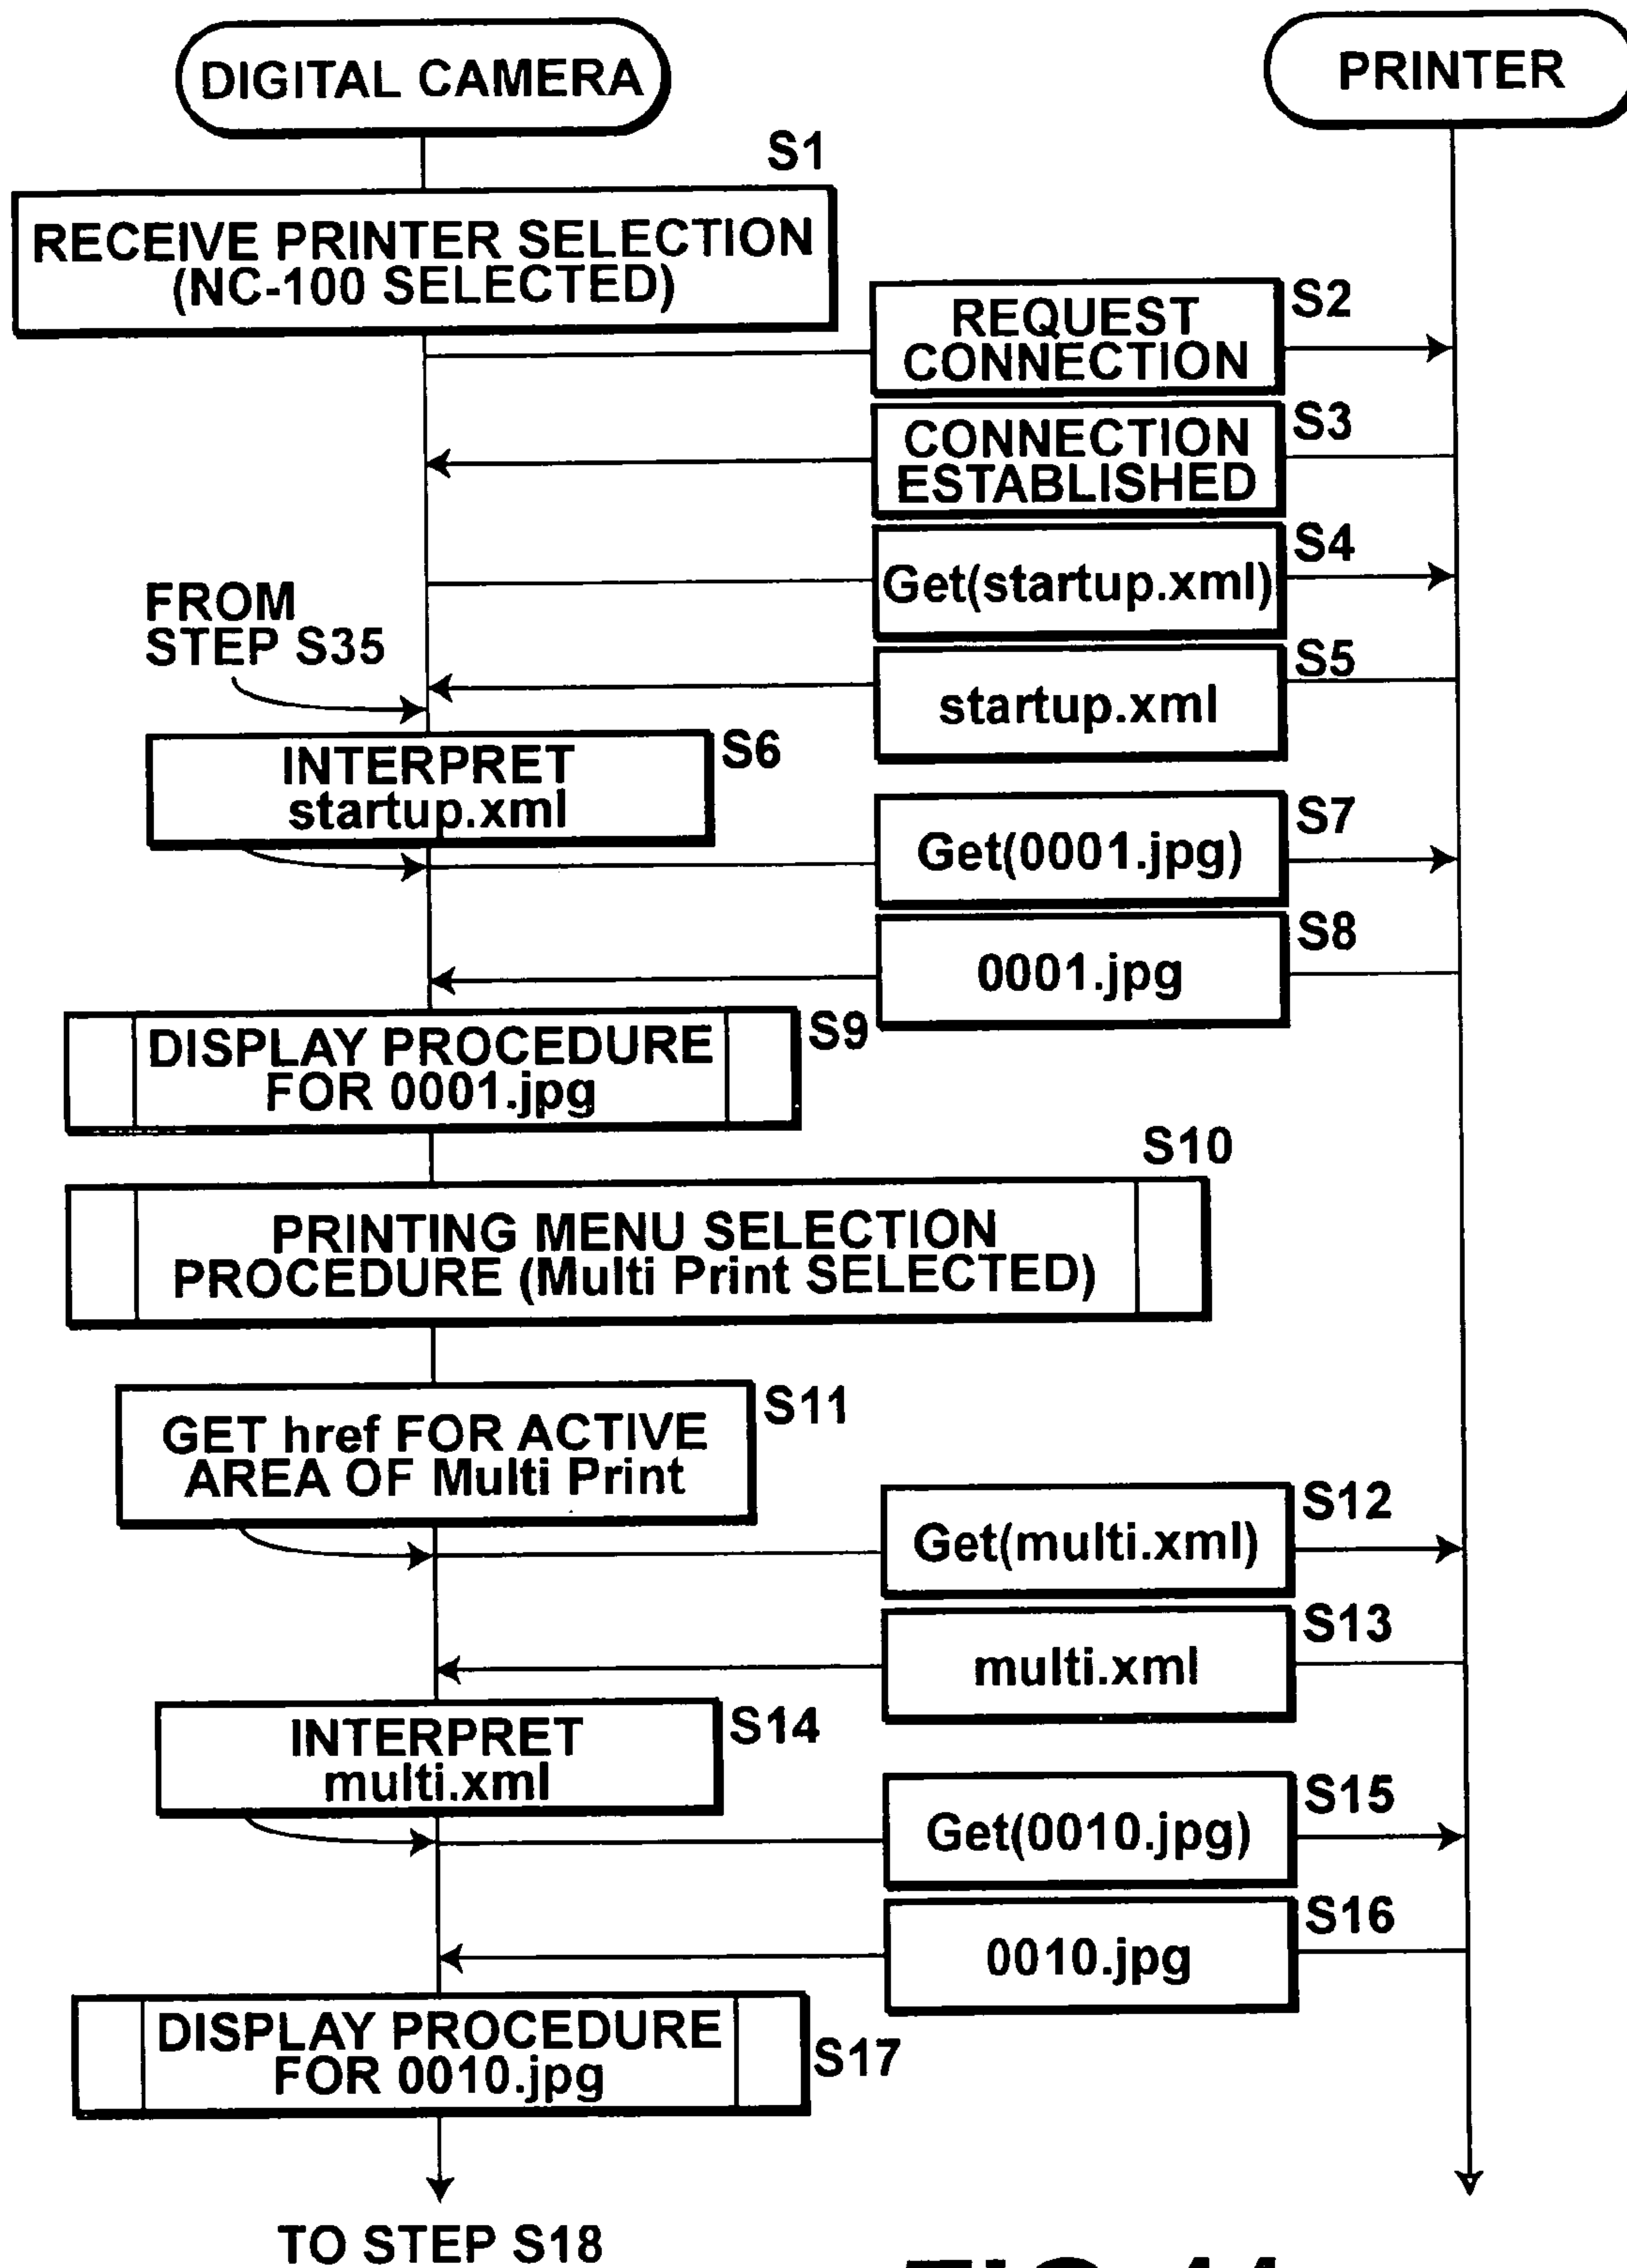 DIGITAL CAMERA
PRINTER
S1
RECEIVE PRINTER SELECTION
(NC-100 SELECTED)
S2
REQUEST
CONNECTION
S3
CONNECTION
ESTABLISHED
S4
Get(startup.xml)
FROM
STEP S35
S5
startup.xml
S6
INTERPRET
startup.xml
S7
Get(0001.jpg)
S8
0001.jpg
S9
DISPLAY PROCEDURE
FOR 0001.jpg
S10
PRINTING MENU SELECTION
PROCEDURE (Multi Print SELECTED)
S11
GET href FOR ACTIVE
AREA OF Multi Print
S12
Get(multi.xml)
S13
multi.xml
S14
INTERPRET
multi.xml
S15
Get(0010.jpg)
S16
0010.jpg
S17
DISPLAY PROCEDURE
FOR 0010.jpg
TO STEP S18